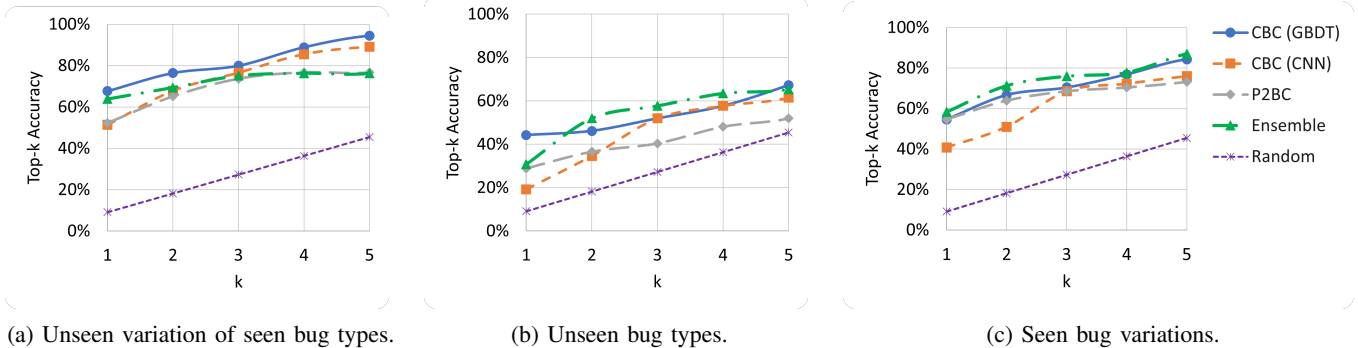 100%
80%
60%
40%
20%
0%
Top-k Accuracy
1 2 3 4 5
k
(a) Unseen variation of seen bug types.
100%
80%
60%
40%
20%
0%
Top-k Accuracy
1 2 3 4 5
k
(b) Unseen bug types.
100%
80%
60%
40%
20%
0%
Top-k Accuracy
1 2 3 4 5
k
CBC (GBDT)
CBC (CNN)
P2BC
Ensemble
Random
(c) Seen bug variations.